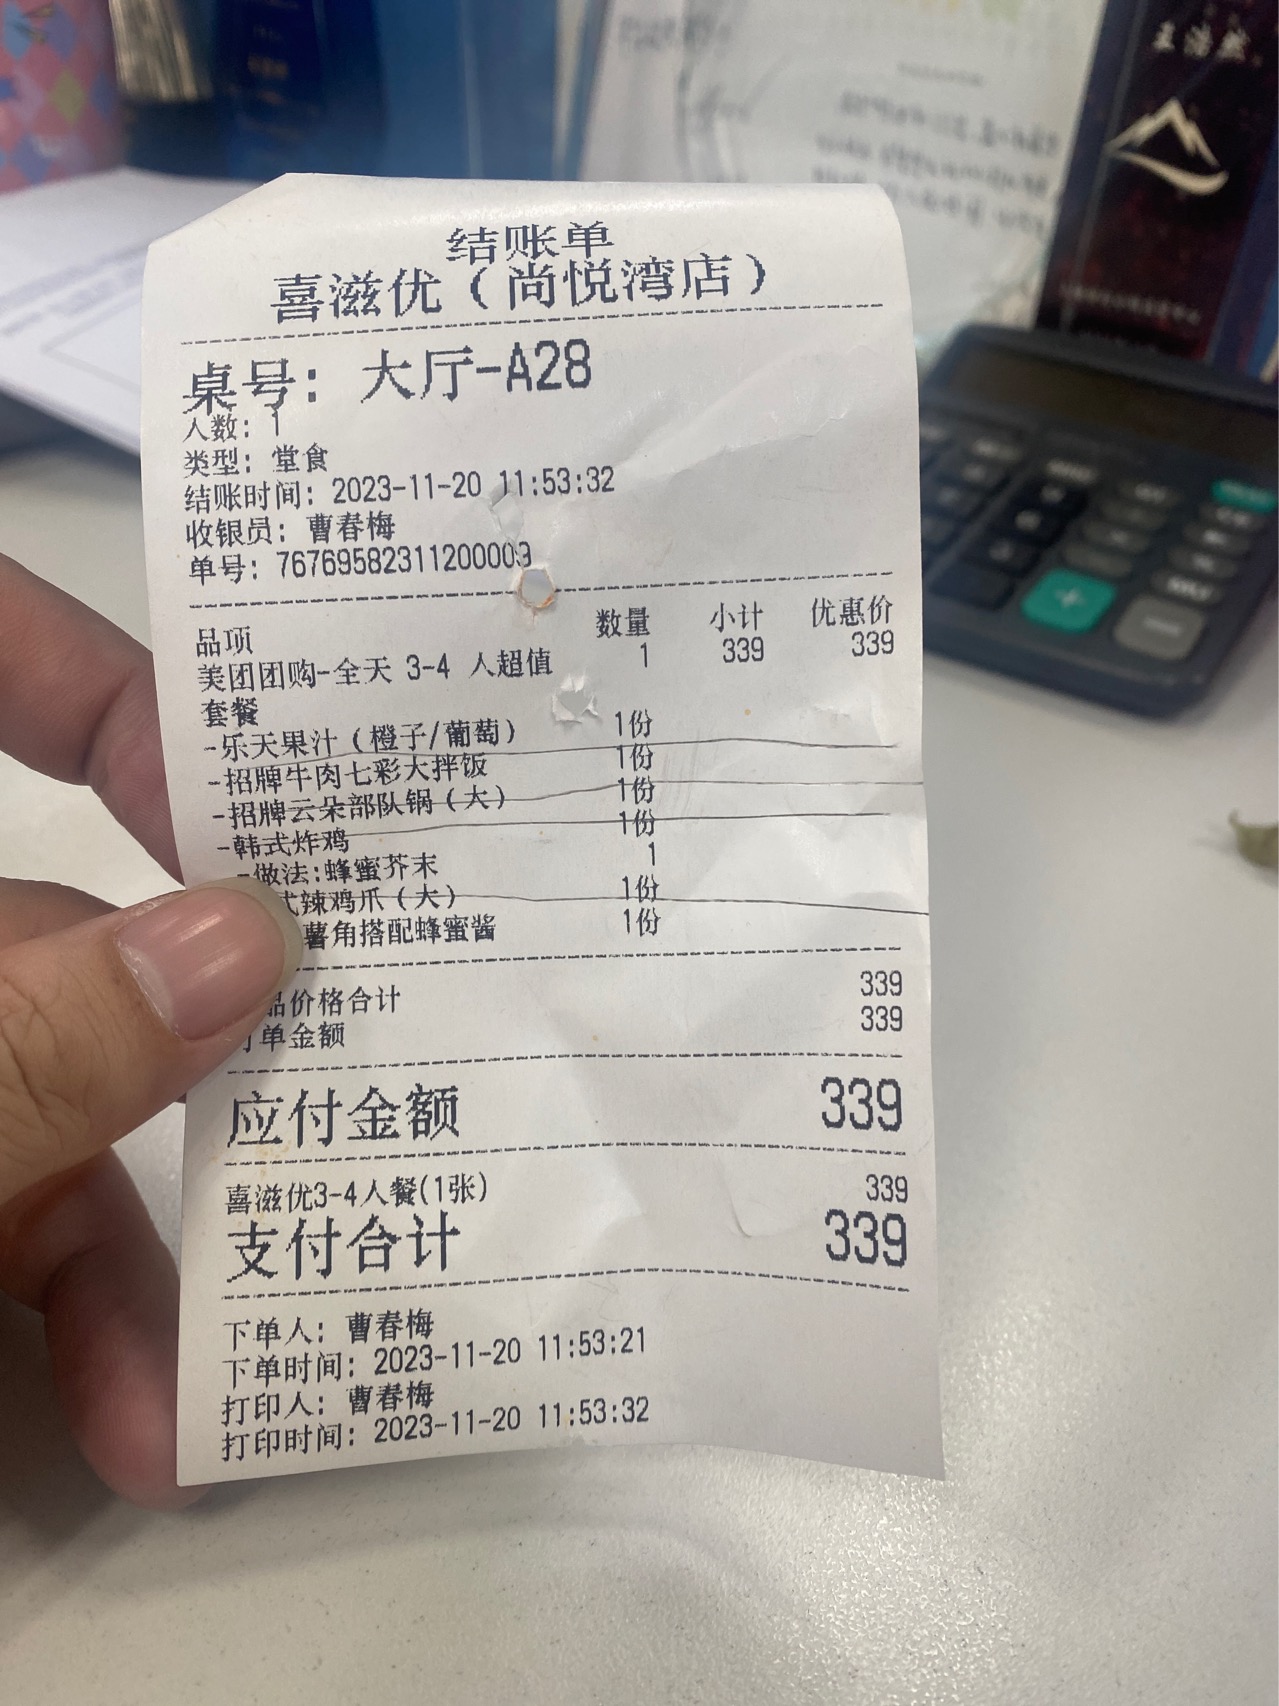 王浩然
结账单
喜滋优（尚悦湾店）
桌号： 大厅-A28
人数：1
类型：堂食
结账时间：2023-11-20 11:53:32
收银员：曹春梅
单号：767695823112000​09
品项 数量 小计 优惠价
美团团购-全天 3-4 人超值 1 339 339
套餐
-乐天果汁（橙子/葡萄） 1份
-招牌牛肉七彩大拌饭 1份
-招牌云朵部队锅（大） 1份
-韩式炸鸡 1份
-做法:蜂蜜芥末 1
式辣鸡爪（大） 1份
薯角搭配蜂蜜酱 1份
品价格合计 339
单金额 339
应付金额 339
喜滋优3-4人餐(1张) 339
支付合计 339
下单人：曹春梅
下单时间：2023-11-20 11:53:21
打印人：曹春梅
打印时间：2023-11-20 11:53:32